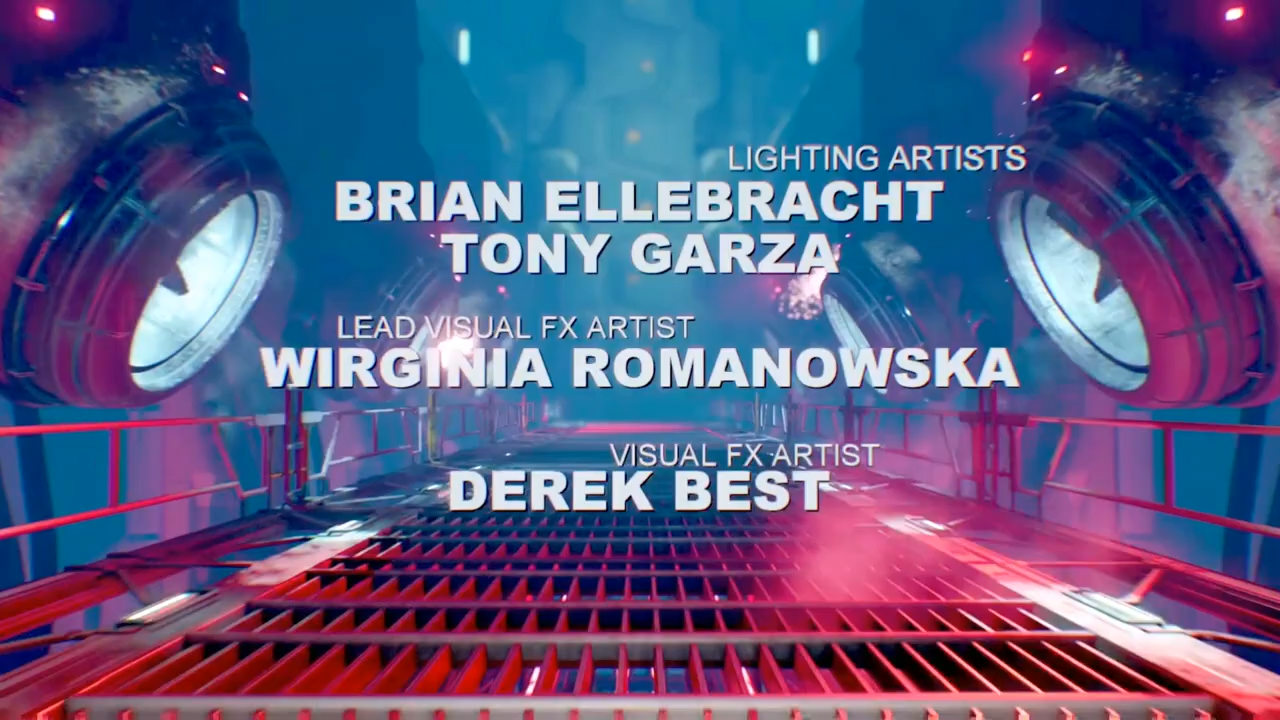 LIGHTING ARTISTS
BRIAN ELLEBRACHT
TONY GARZA
LEAD VISUAL FX ARTIST
WIRGINIA ROMANOWSKA
VISUAL FX ARTIST
DEREK BEST